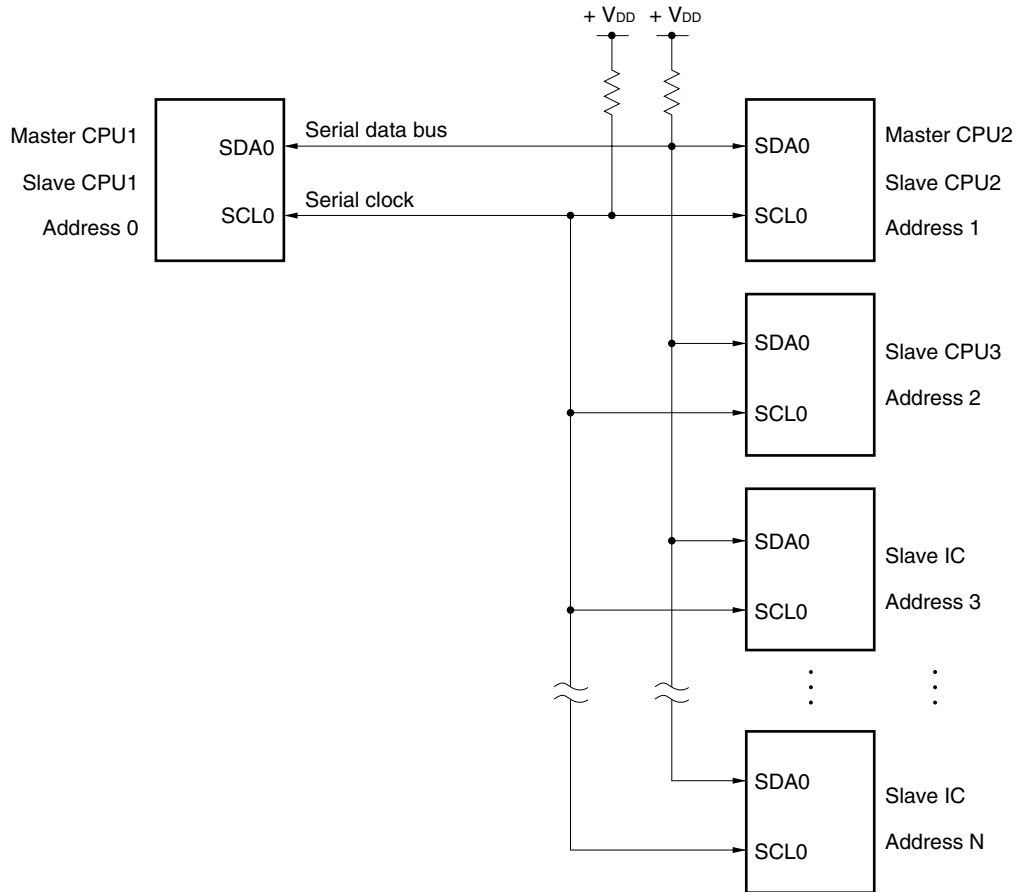 + VDD
+ VDD
Master CPU1
Slave CPU1
Address 0
SDA0
SCL0
Serial data bus
Serial clock
SDA0
SCL0
Master CPU2
Slave CPU2
Address 1
SDA0
SCL0
Slave CPU3
Address 2
SDA0
SCL0
Slave IC
Address 3
SDA0
SCL0
Slave IC
Address N